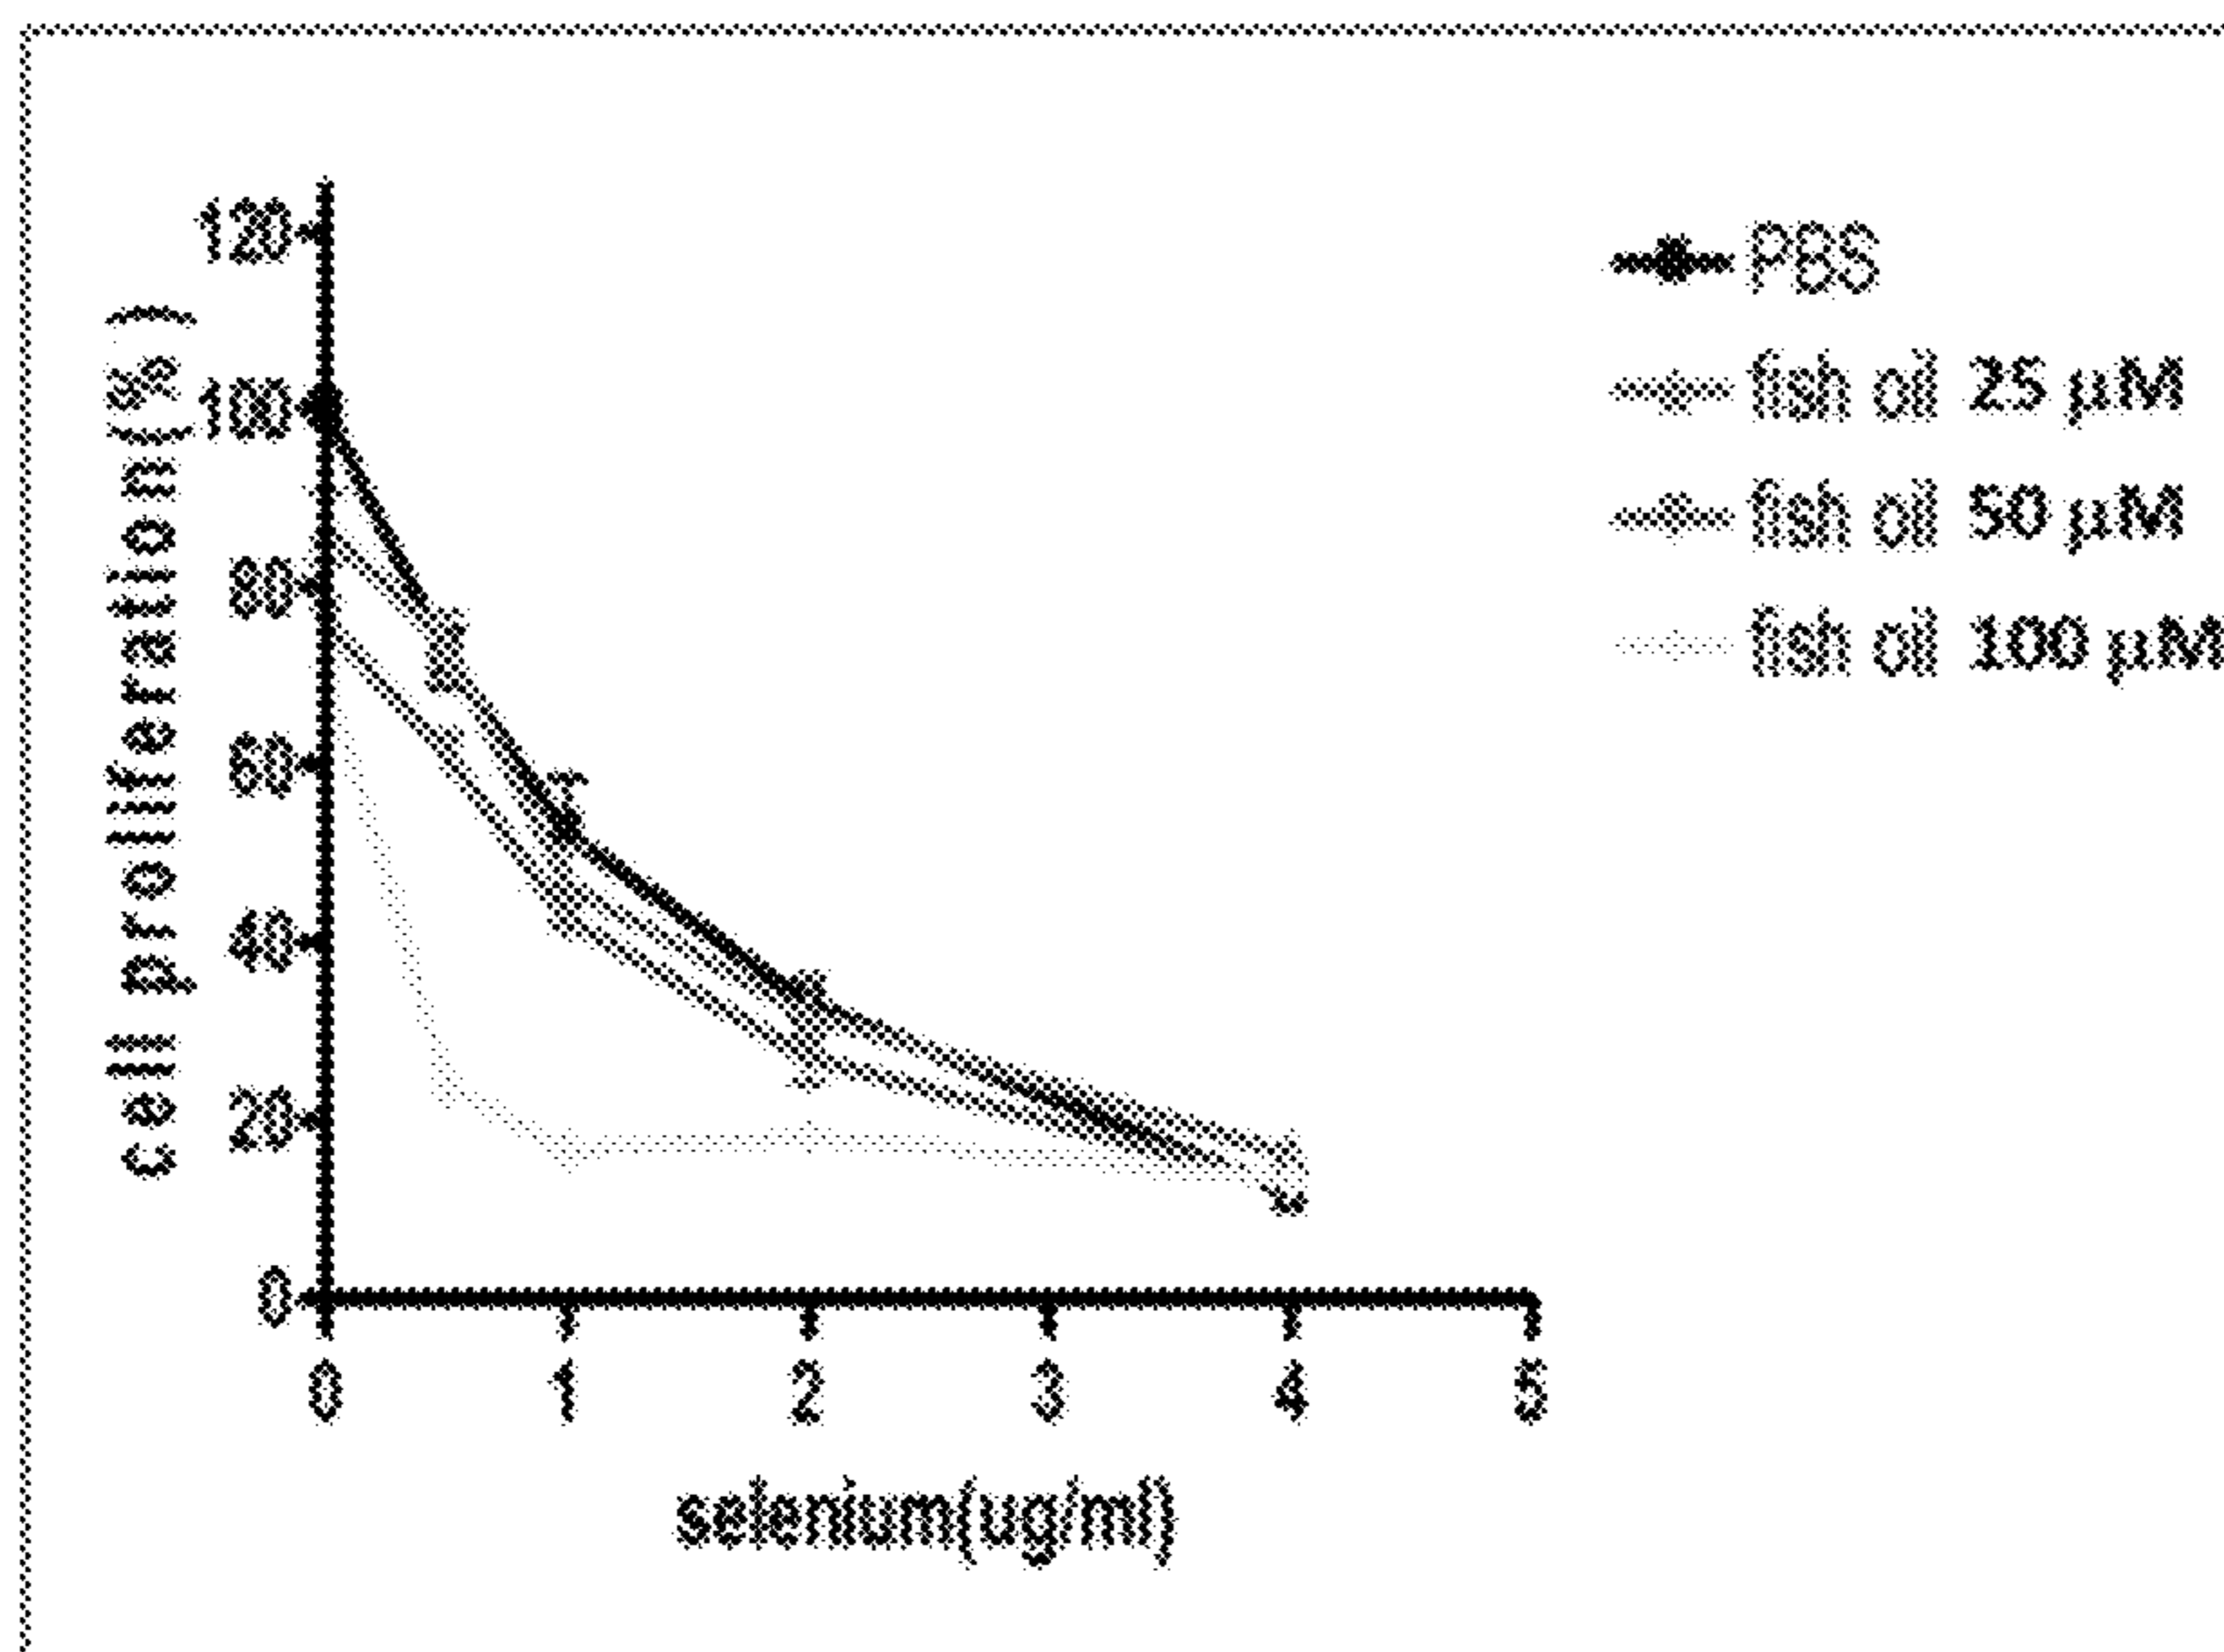 cell proliferation(%)
120
100
80
60
40
20
0
0 1 2 3 4 5
selenium(ug/ml)
PBS
fish oil 25 µM
fish oil 50 µM
fish oil 100 µM